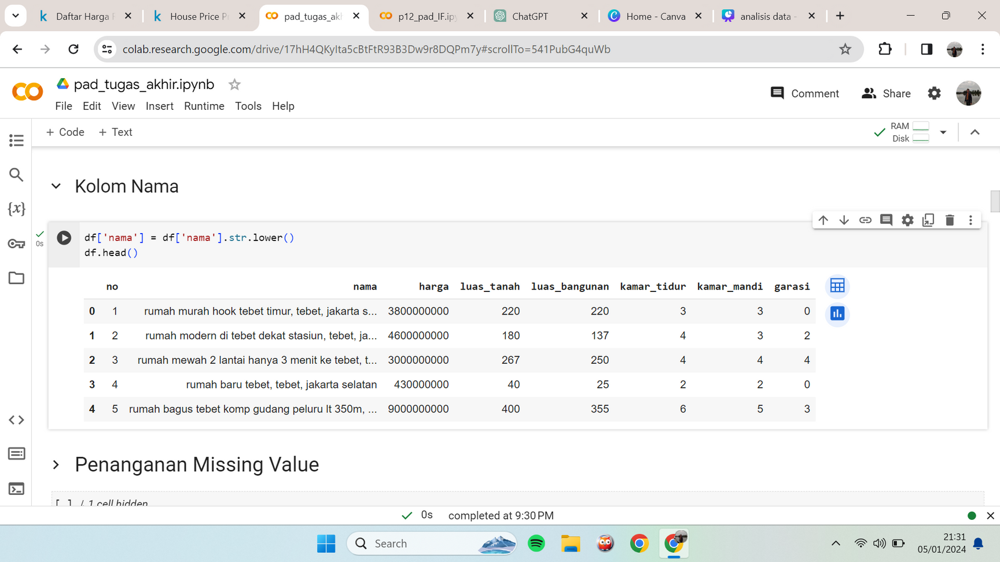 Daftar Harga
House Price P
pad_tugas_ak
p12_pad_IF.ipy
ChatGPT
Home - Canva
analisis data -
colab.research.google.com/drive/17hH4QKyIta5cBtFtR93B3Dw9r8DQPm7y#scrollTo=541PubG4quWb
pad_tugas_akhir.ipynb
Comment
Share
File Edit View Insert Runtime Tools Help
+ Code + Text
RAM
Disk
Kolom Nama
0s
df['nama'] = df['nama'].str.lower()
df.head()
no nama harga luas_tanah luas_bangunan kamar_tidur kamar_mandi garasi
0 1 rumah murah hook tebet timur, tebet, jakarta s... 3800000000 220 220 3 3 0
1 2 rumah modern di tebet dekat stasiun, tebet, ja... 4600000000 180 137 4 3 2
2 3 rumah mewah 2 lantai hanya 3 menit ke tebet, t... 3000000000 267 250 4 4 4
3 4 rumah baru tebet, tebet, jakarta selatan 430000000 40 25 2 2 0
4 5 rumah bagus tebet komp gudang peluru lt 350m, ... 9000000000 400 355 6 5 3
{x}
Penanganan Missing Value
[ ] 1 cell hidden
0s completed at 9:30 PM
Search
21:31
05/01/2024